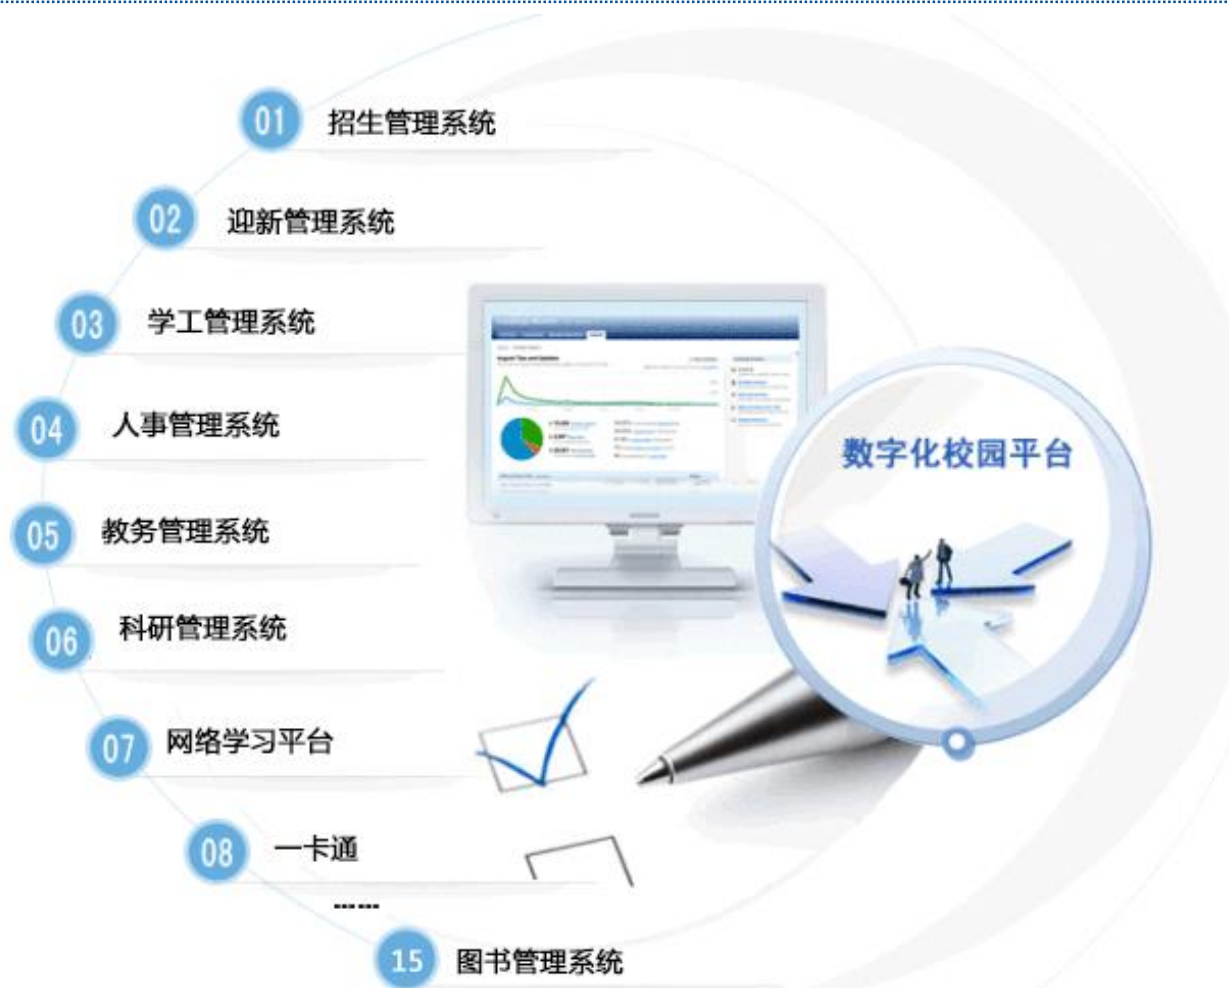 01 招生管理系统
02 迎新管理系统
03 学工管理系统
04 人事管理系统
数字化校园平台
05 教务管理系统
06 科研管理系统
07 网络学习平台
08 一卡通
……
15 图书管理系统